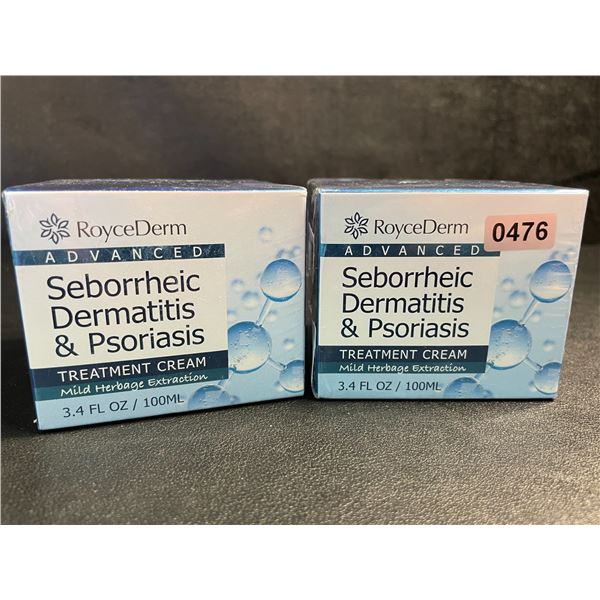 RoyceDerm
ADVANCED
Seborrheic
Dermatitis
& Psoriasis
TREATMENT CREAM
Mild Herbage Extraction
3.4 FL OZ / 100ML
RoyceDerm
0476
ADVANCED
Seborrheic
Dermatitis
& Psoriasis
TREATMENT CREAM
Mild Herbage Extraction
3.4 FL OZ / 100ML